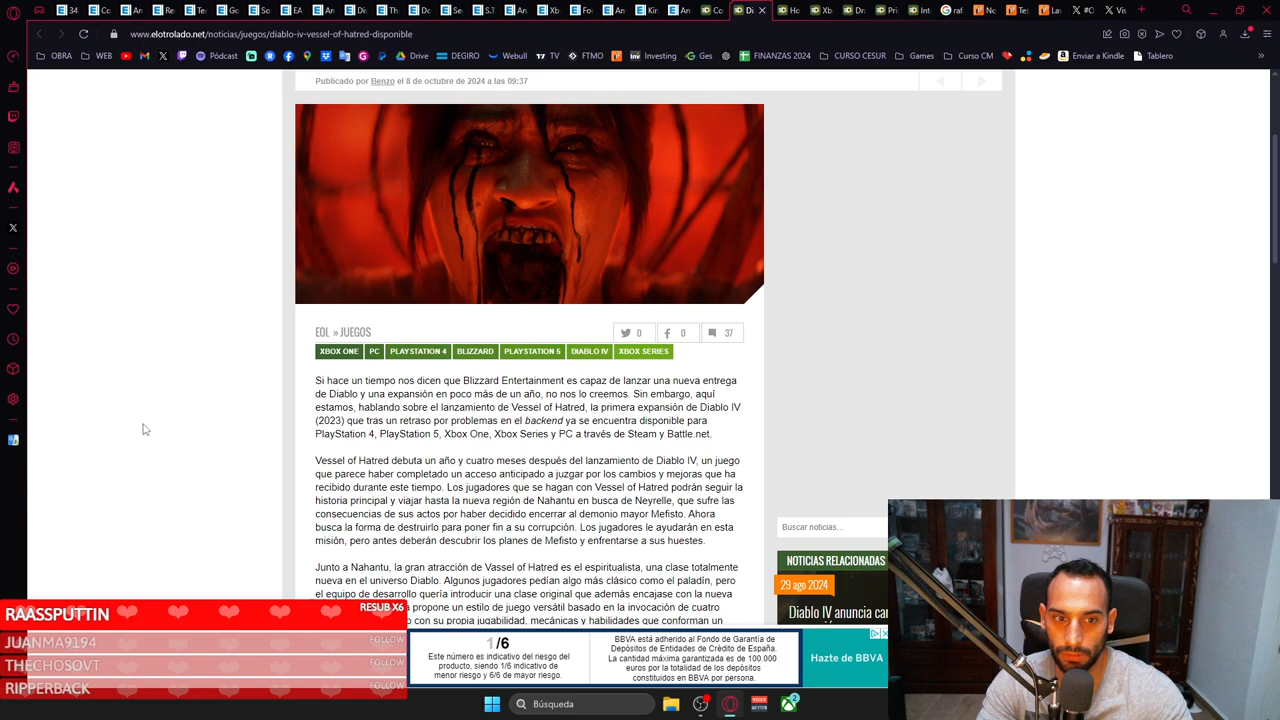 www.elotrolado.net/noticias/juegos/diablo-iv-vessel-of-hatred-disponible
OBRA WEB Pódcast Drive DEGIRO Webull TV FTMO Investing Ges FINANZAS 2024 CURSO CESUR Games Curso CM Enviar a Kindle Tablero
Publicado por Benzo el 8 de octubre de 2024 a las 09:37
EOL » JUEGOS
0 0 37
XBOX ONE PC PLAYSTATION 4 BLIZZARD PLAYSTATION 5 DIABLO IV XBOX SERIES
Si hace un tiempo nos dicen que Blizzard Entertainment es capaz de lanzar una nueva entrega
de Diablo y una expansión en poco más de un año, no nos lo creemos. Sin embargo, aquí
estamos, hablando sobre el lanzamiento de Vessel of Hatred, la primera expansión de Diablo IV
(2023) que tras un retraso por problemas en el backend ya se encuentra disponible para
PlayStation 4, PlayStation 5, Xbox One, Xbox Series y PC a través de Steam y Battle.net.
Vessel of Hatred debuta un año y cuatro meses después del lanzamiento de Diablo IV, un juego
que parece haber completado un acceso anticipado a juzgar por los cambios y mejoras que ha
recibido durante este tiempo. Los jugadores que se hagan con Vessel of Hatred podrán seguir la
historia principal y viajar hasta la nueva región de Nahantu en busca de Neyrelle, que sufre las
consecuencias de sus actos por haber decidido encerrar al demonio mayor Mefisto. Ahora
busca la forma de destruirlo para poner fin a su corrupción. Los jugadores le ayudarán en esta
misión, pero antes deberán descubrir los planes de Mefisto y enfrentarse a sus huestes.
Junto a Nahantu, la gran atracción de Vessel of Hatred es el espiritualista, una clase totalmente
nueva en el universo Diablo. Algunos jugadores pedían algo más clásico como el paladín, pero
el equipo de desarrollo quería introducir una clase original que además encajase con la nueva
propone un estilo de juego versátil basado en la invocación de cuatro
con su propia jugabilidad, mecánicas y habilidades que conforman un
Buscar noticias...
NOTICIAS RELACIONADAS
29 ago 2024
Diablo IV anuncia
RAASSPUTTIN RESUB X6
JUANMA9194 FOLLOW
THECHOSOVT FOLLOW
RIPPERBACK FOLLOW
1/6
Este número es indicativo del riesgo del
producto, siendo 1/6 indicativo de
menor riesgo y 6/6 de mayor riesgo.
BBVA está adherido al Fondo de Garantía de
Depósitos de Entidades de Crédito de España.
La cantidad máxima garantizada es de 100.000
euros por la totalidad de los depósitos
constituidos en BBVA por persona.
Hazte de BBVA
Búsqueda
2